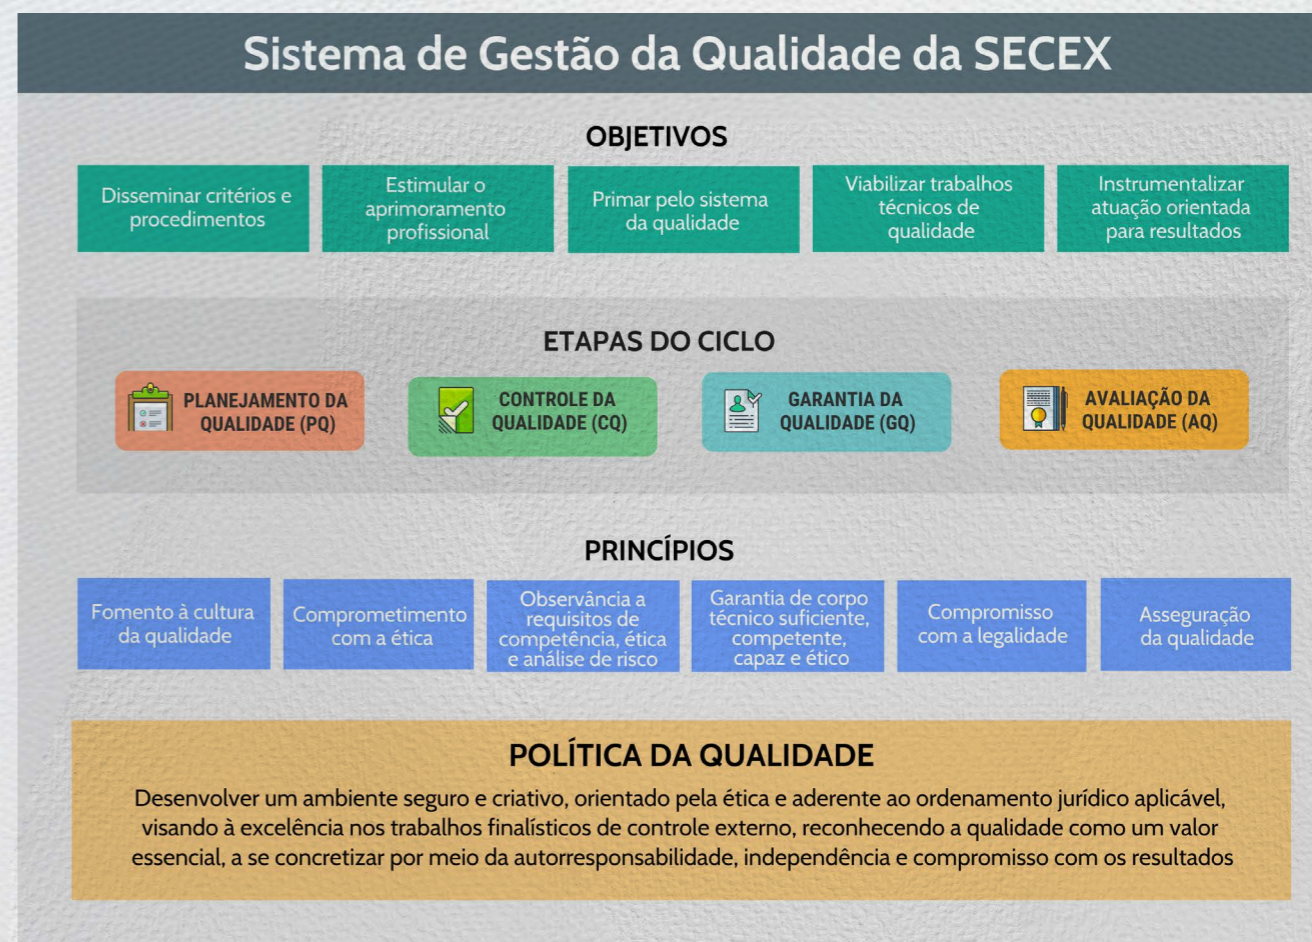 Sistema de Gestão da Qualidade da SECEX
OBJETIVOS
Disseminar critérios e
procedimentos
Estimular o
aprimoramento
profissional
Primar pelo sistema
da qualidade
Viabilizar trabalhos
técnicos de
qualidade
Instrumentalizar
atuação orientada
para resultados
ETAPAS DO CICLO
PLANEJAMENTO DA
QUALIDADE (PQ)
CONTROLE DA
QUALIDADE (CQ)
GARANTIA DA
QUALIDADE (GQ)
AVALIAÇÃO DA
QUALIDADE (AQ)
PRINCÍPIOS
Fomento à cultura
da qualidade
Comprometimento
com a ética
Observância a
requisitos de
competência, ética
e análise de risco
Garantia de corpo
técnico suficiente,
competente,
capaz e ético
Compromisso
com a legalidade
Asseguração
da qualidade
POLÍTICA DA QUALIDADE
Desenvolver um ambiente seguro e criativo, orientado pela ética e aderente ao ordenamento jurídico aplicável,
visando à excelência nos trabalhos finalísticos de controle externo, reconhecendo a qualidade como um valor
essencial, a se concretizar por meio da autorresponsabilidade, independência e compromisso com os resultados